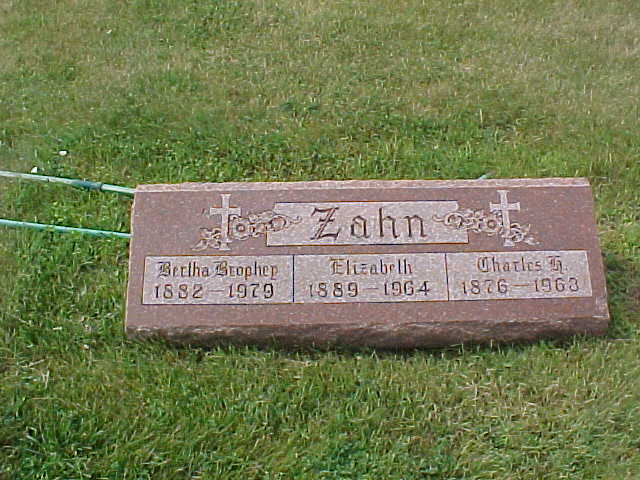 Zahn
Bertha Brophey Elizabeth Charles H.
1882 — 1979 1889 — 1964 1876 — 1963